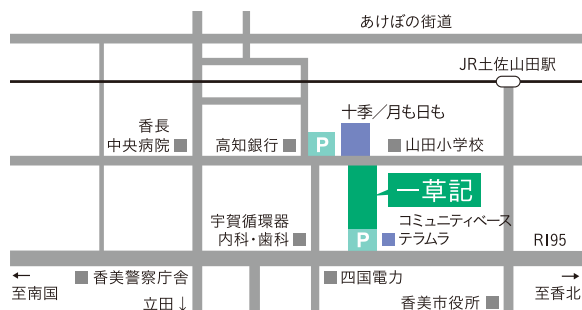 あけぼの街道
JR土佐山田駅
十季／月も日も
香長
中央病院
高知銀行
P
山田小学校
一草記
宇賀循環器
内科・歯科
P
コミュニティベース
テラムラ
R195
←
至南国
香美警察庁舎
四国電力
→
至香北
立田↓
香美市役所